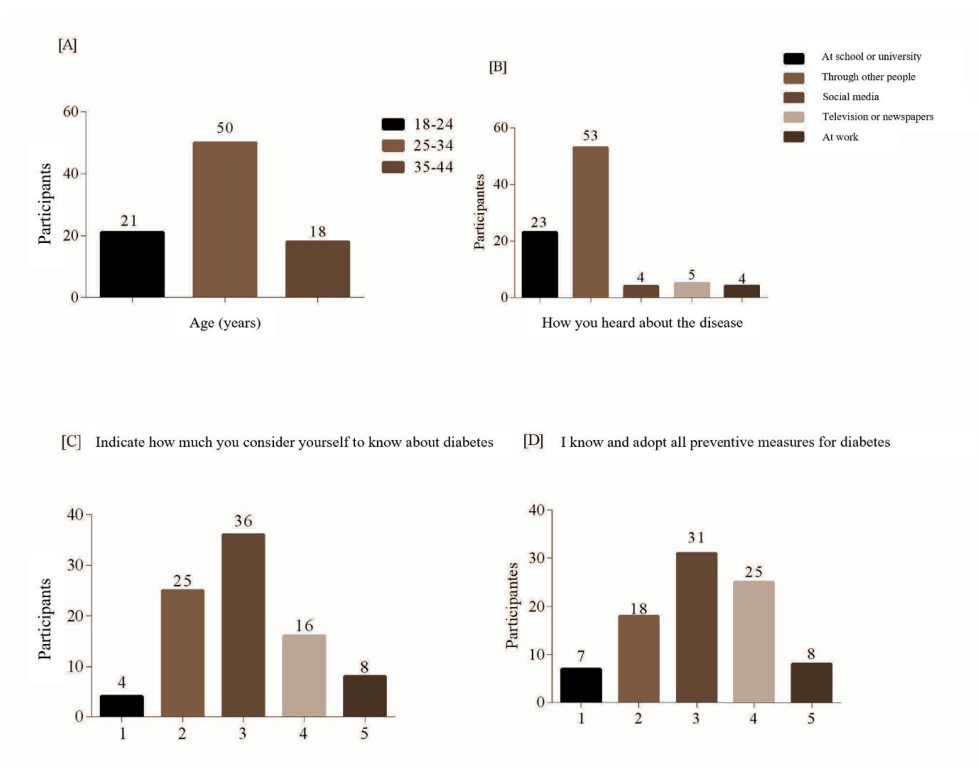 [A]
60
40
20
0
Participants
21
50
18
Age (years)
18-24
25-34
35-44
[B]
60
40
20
0
Participantes
23
53
4
5
4
How you heard about the disease
At school or university
Through other people
Social media
Television or newspapers
At work
[C] Indicate how much you consider yourself to know about diabetes
40
30
20
10
0
Participants
4
25
36
16
8
1 2 3 4 5
[D] I know and adopt all preventive measures for diabetes
40
30
20
10
0
Participantes
7
18
31
25
8
1 2 3 4 5